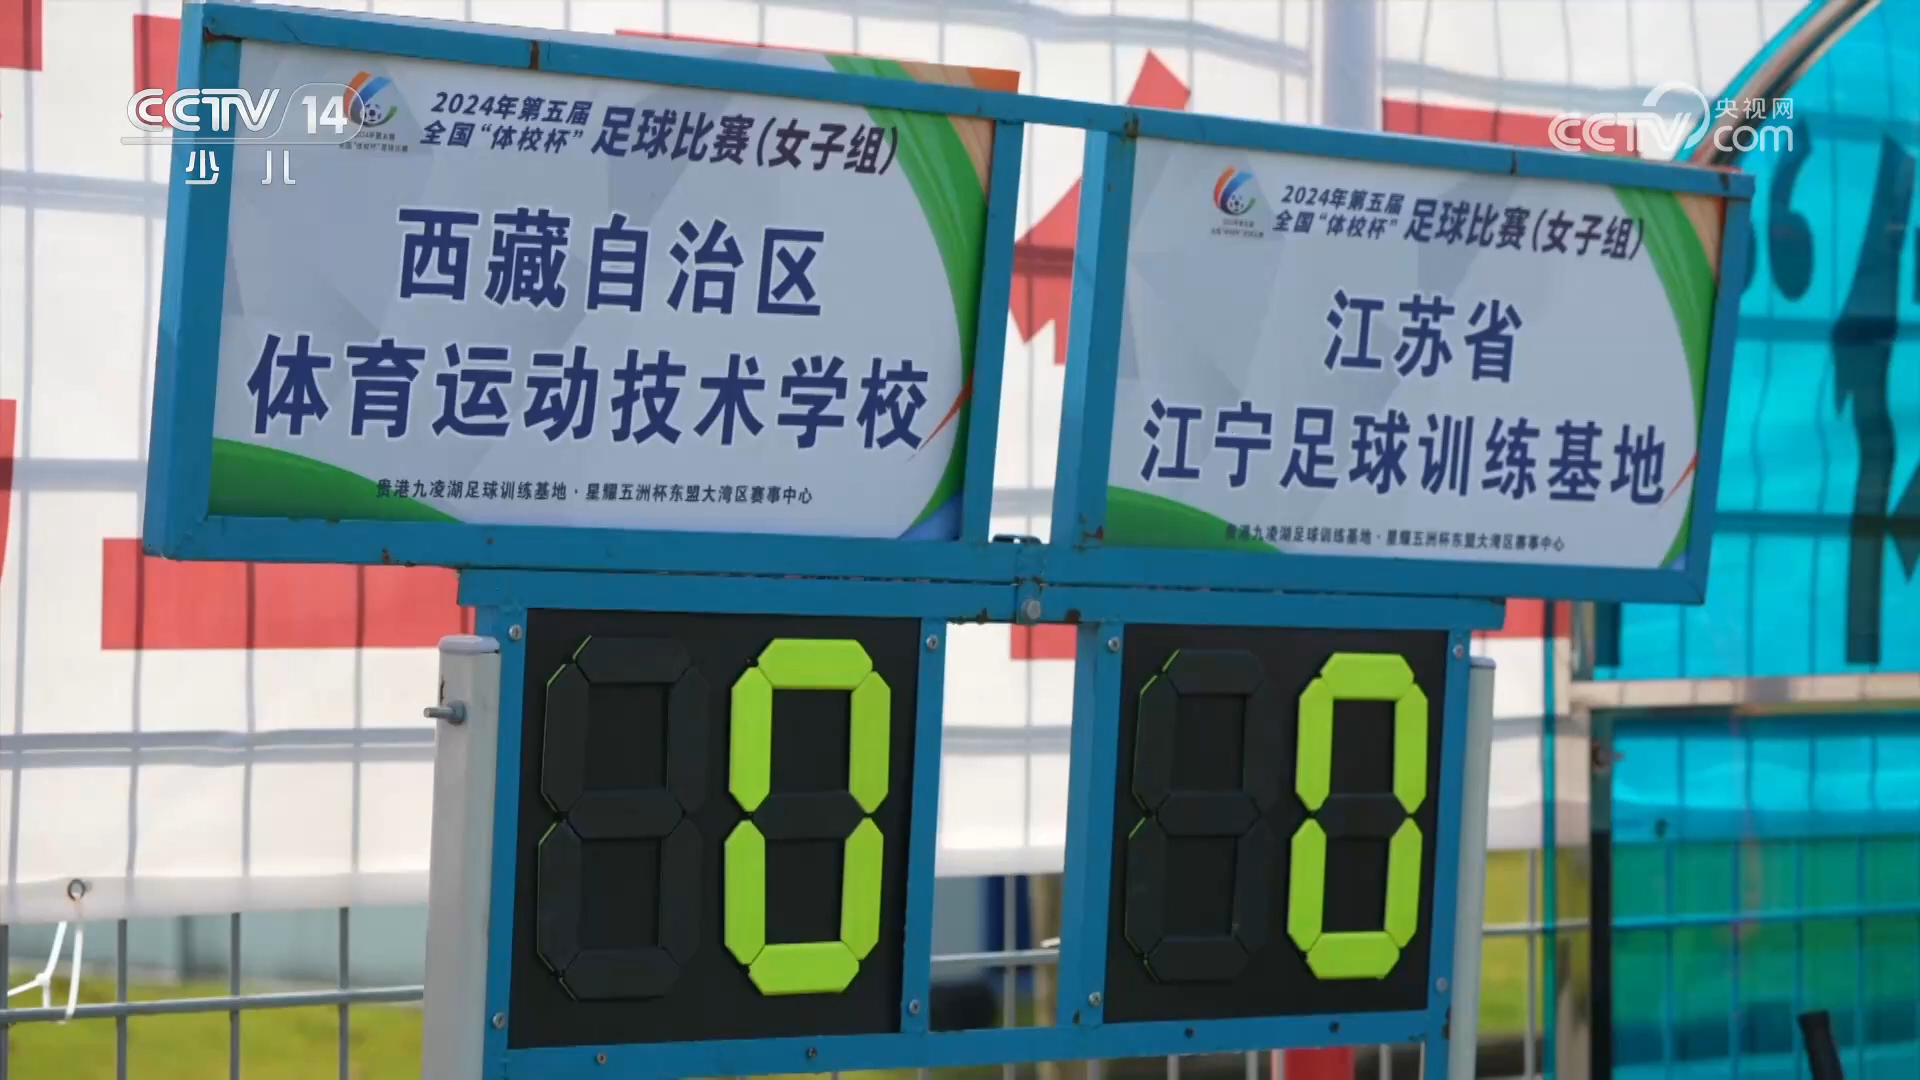 CCTV 14
少儿
央视网
CCTV.com
2024年第五届
全国“体校杯”足球比赛(女子组)
西藏自治区
体育运动技术学校
贵港九凌湖足球训练基地·星耀五洲杯东盟大湾区赛事中心
0
2024年第五届
全国“体校杯”足球比赛(女子组)
江苏省
江宁足球训练基地
贵港九凌湖足球训练基地·星耀五洲杯东盟大湾区赛事中心
0